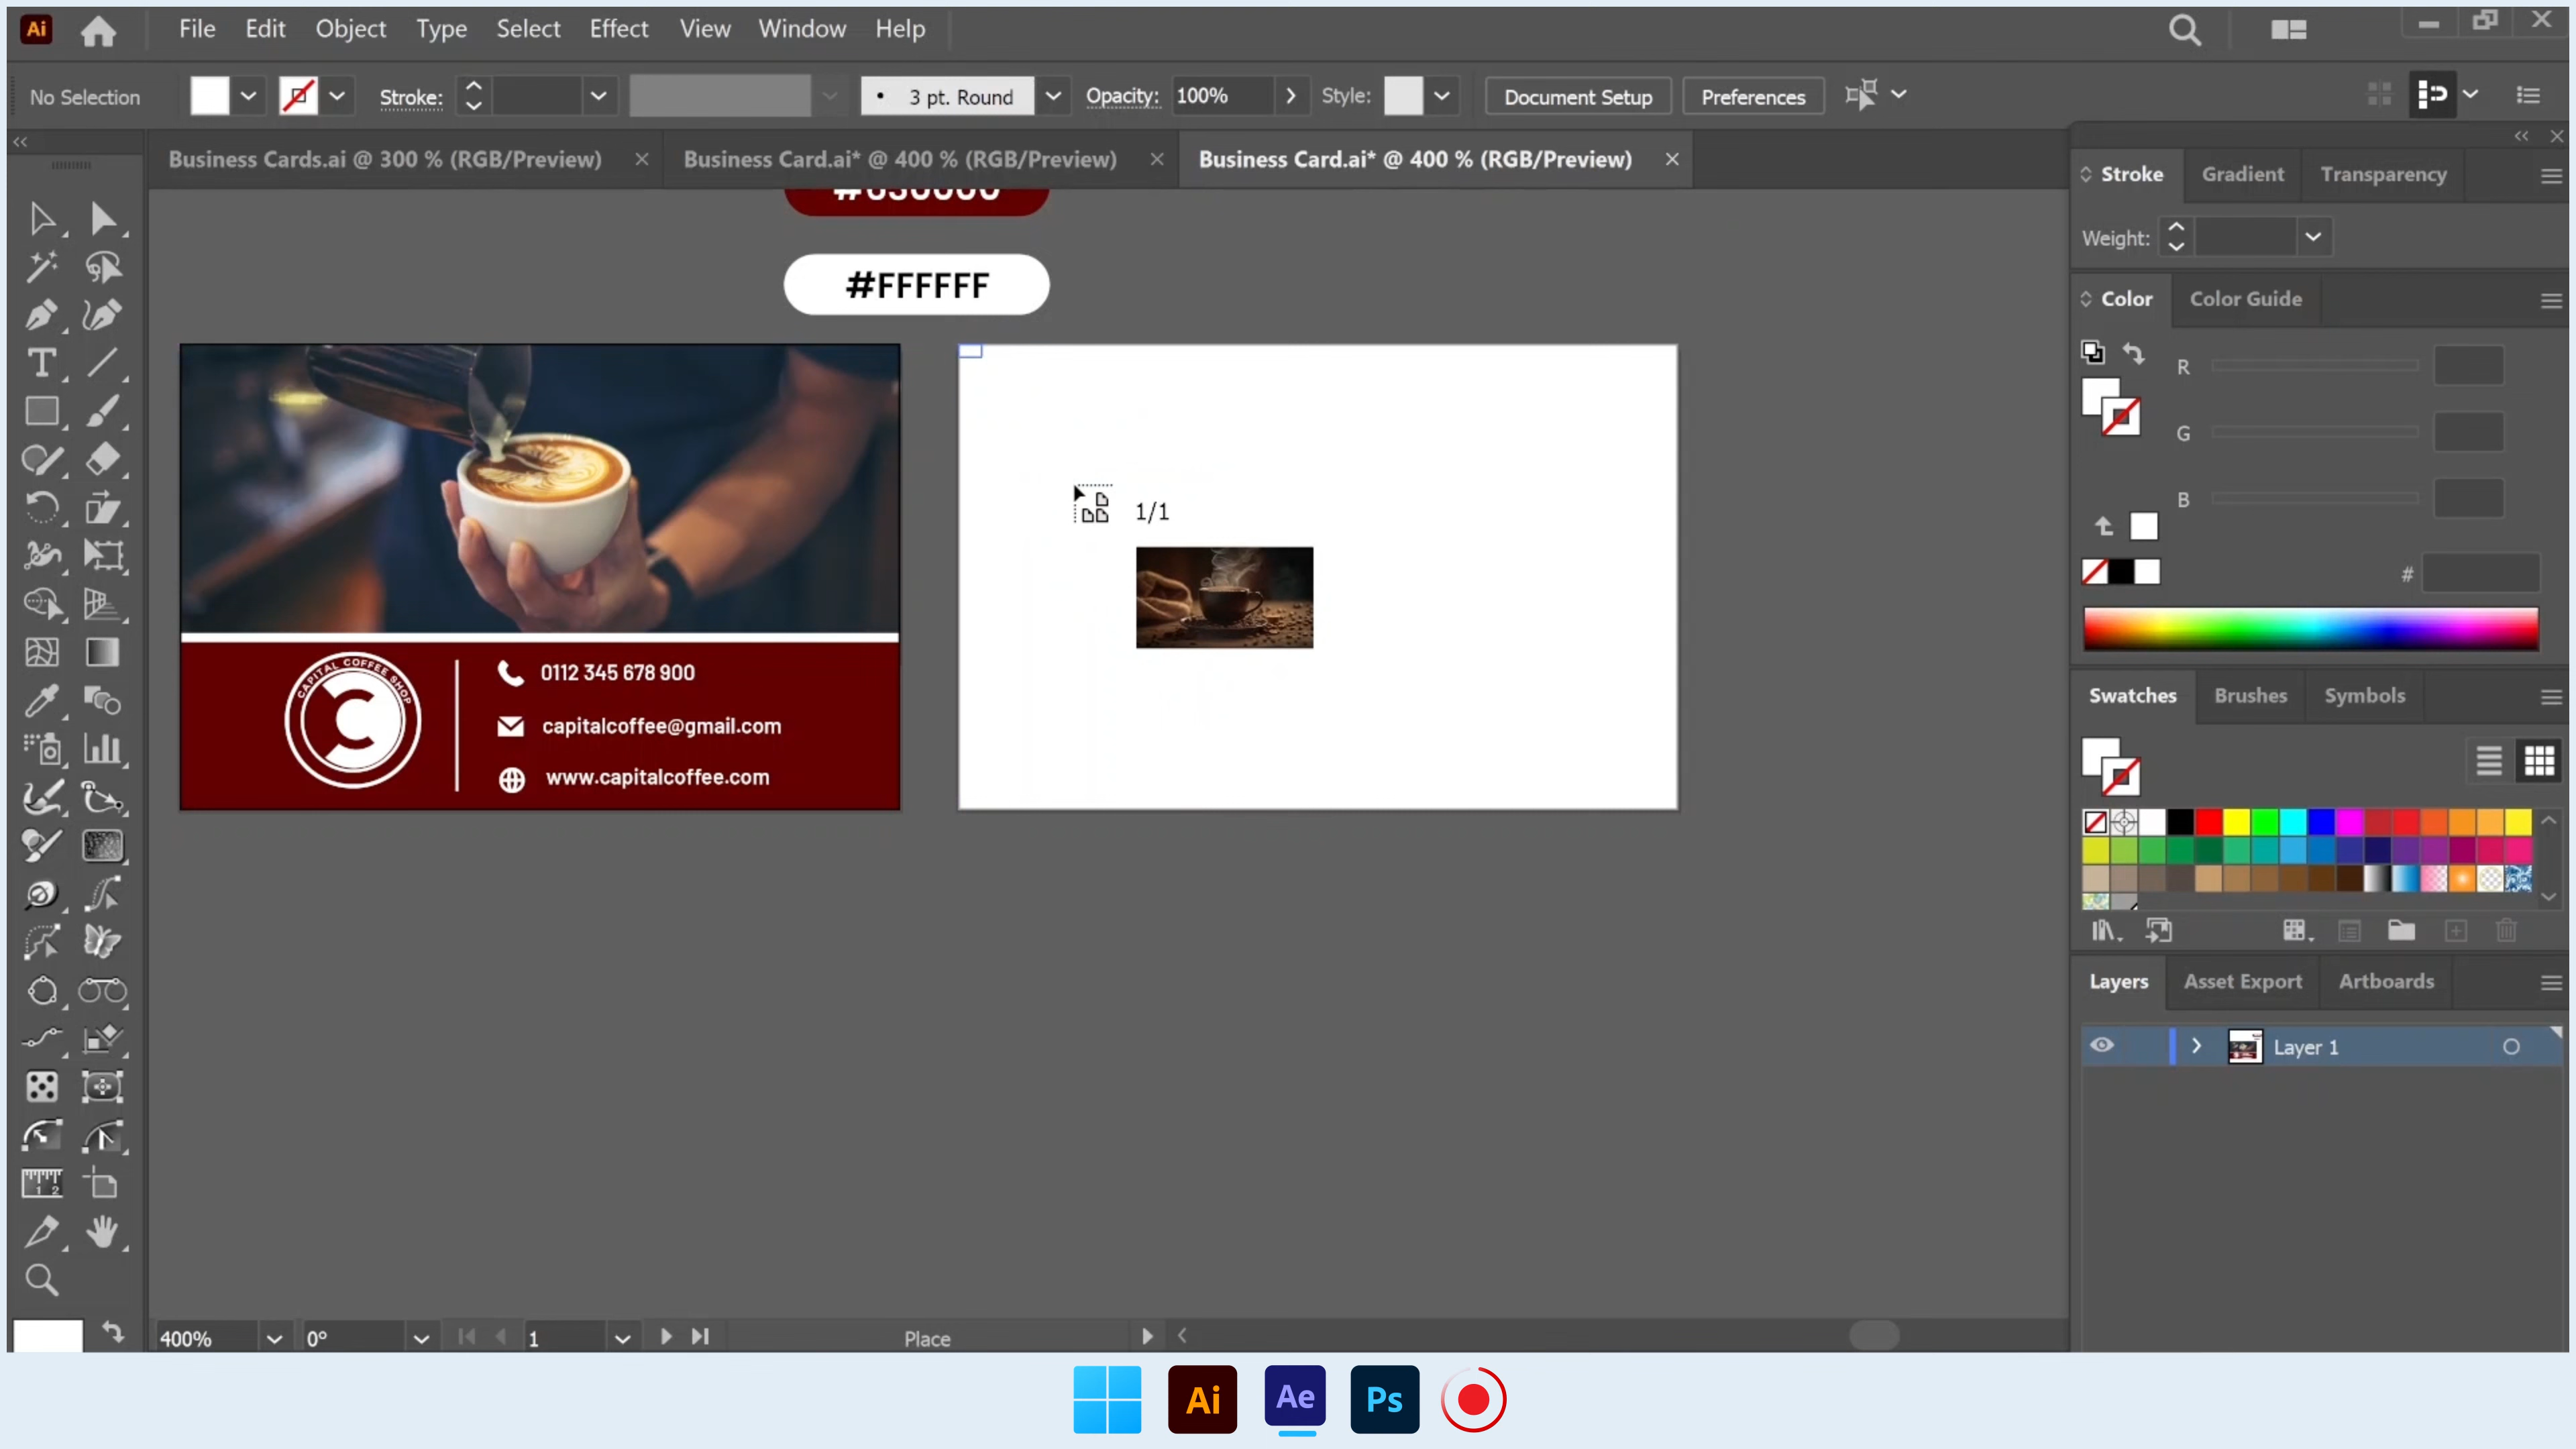 Ai File Edit Object Type Select Effect View Window Help
No Selection Stroke: 3 pt. Round Opacity: 100% Style: Document Setup Preferences
Business Cards.ai @ 300 % (RGB/Preview) Business Card.ai* @ 400 % (RGB/Preview) Business Card.ai* @ 400 % (RGB/Preview)
Stroke Gradient Transparency
Weight:
Color Color Guide
R
G
B
#
#FFFFFF
1/1
CAPITAL COFFEE SHOP
0112 345 678 900
capitalcoffee@gmail.com
www.capitalcoffee.com
Swatches Brushes Symbols
Layers Asset Export Artboards
Layer 1
400% 0° 1 Place
Ai Ae Ps